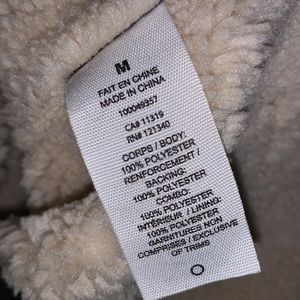 M
FAIT EN CHINE
MADE IN CHINA
100049357
CA# 11319
RN# 121340
CORPS / BODY:
100% POLYESTER
RENFORCEMENT /
BACKING:
100% POLYESTER
COMBO:
100% POLYESTER
INTERIEUR / LINING:
100% POLYESTER
GARNITURES NON
COMPRISES / EXCLUSIVE
OF TRIMS